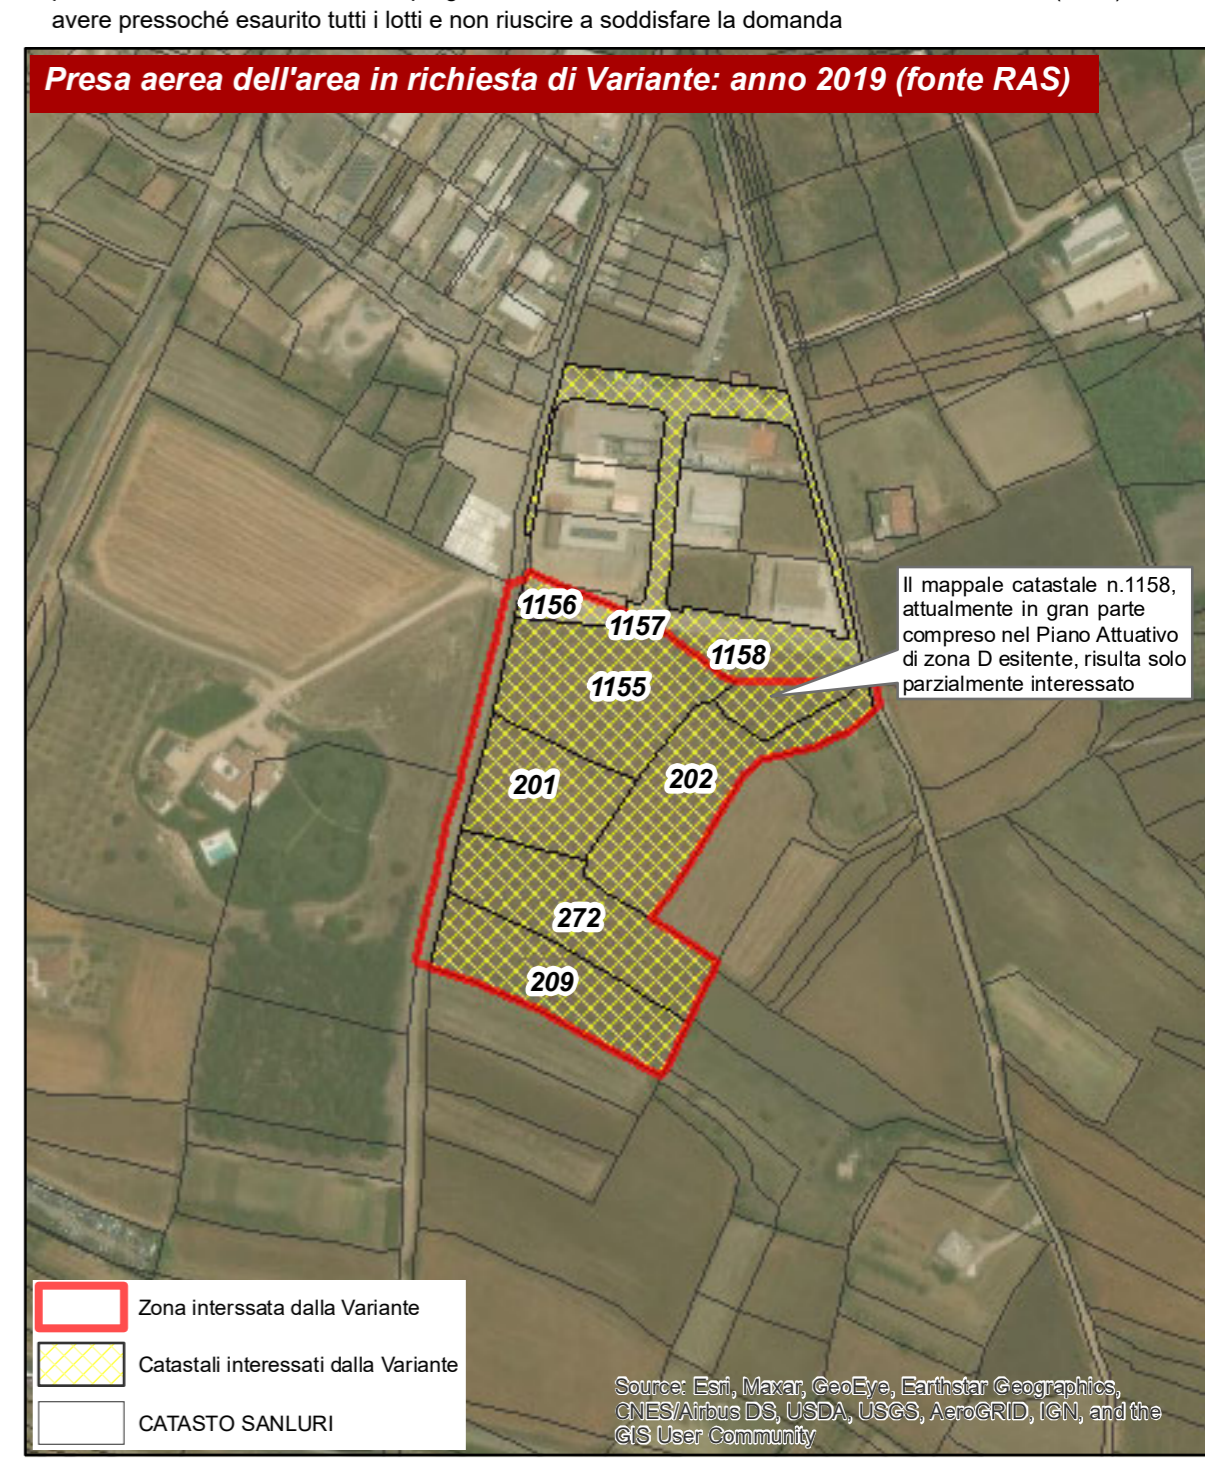 avere pressoché esaurito tutti i lotti e non riuscire a soddisfare la domanda
Presa aerea dell'area in richiesta di Variante: anno 2019 (fonte RAS)
1156
1157
1158
1155
Il mappale catastale n.1158,
attualmente in gran parte
compreso nel Piano Attuativo
di zona D esitente, risulta solo
parzialmente interessato
201
202
272
209
Zona interssata dalla Variante
Catastali interessati dalla Variante
CATASTO SANLURI
Source: Esri, Maxar, GeoEye, Earthstar Geographics,
CNES/Airbus DS, USDA, USGS, AeroGRID, IGN, and the
GIS User Community